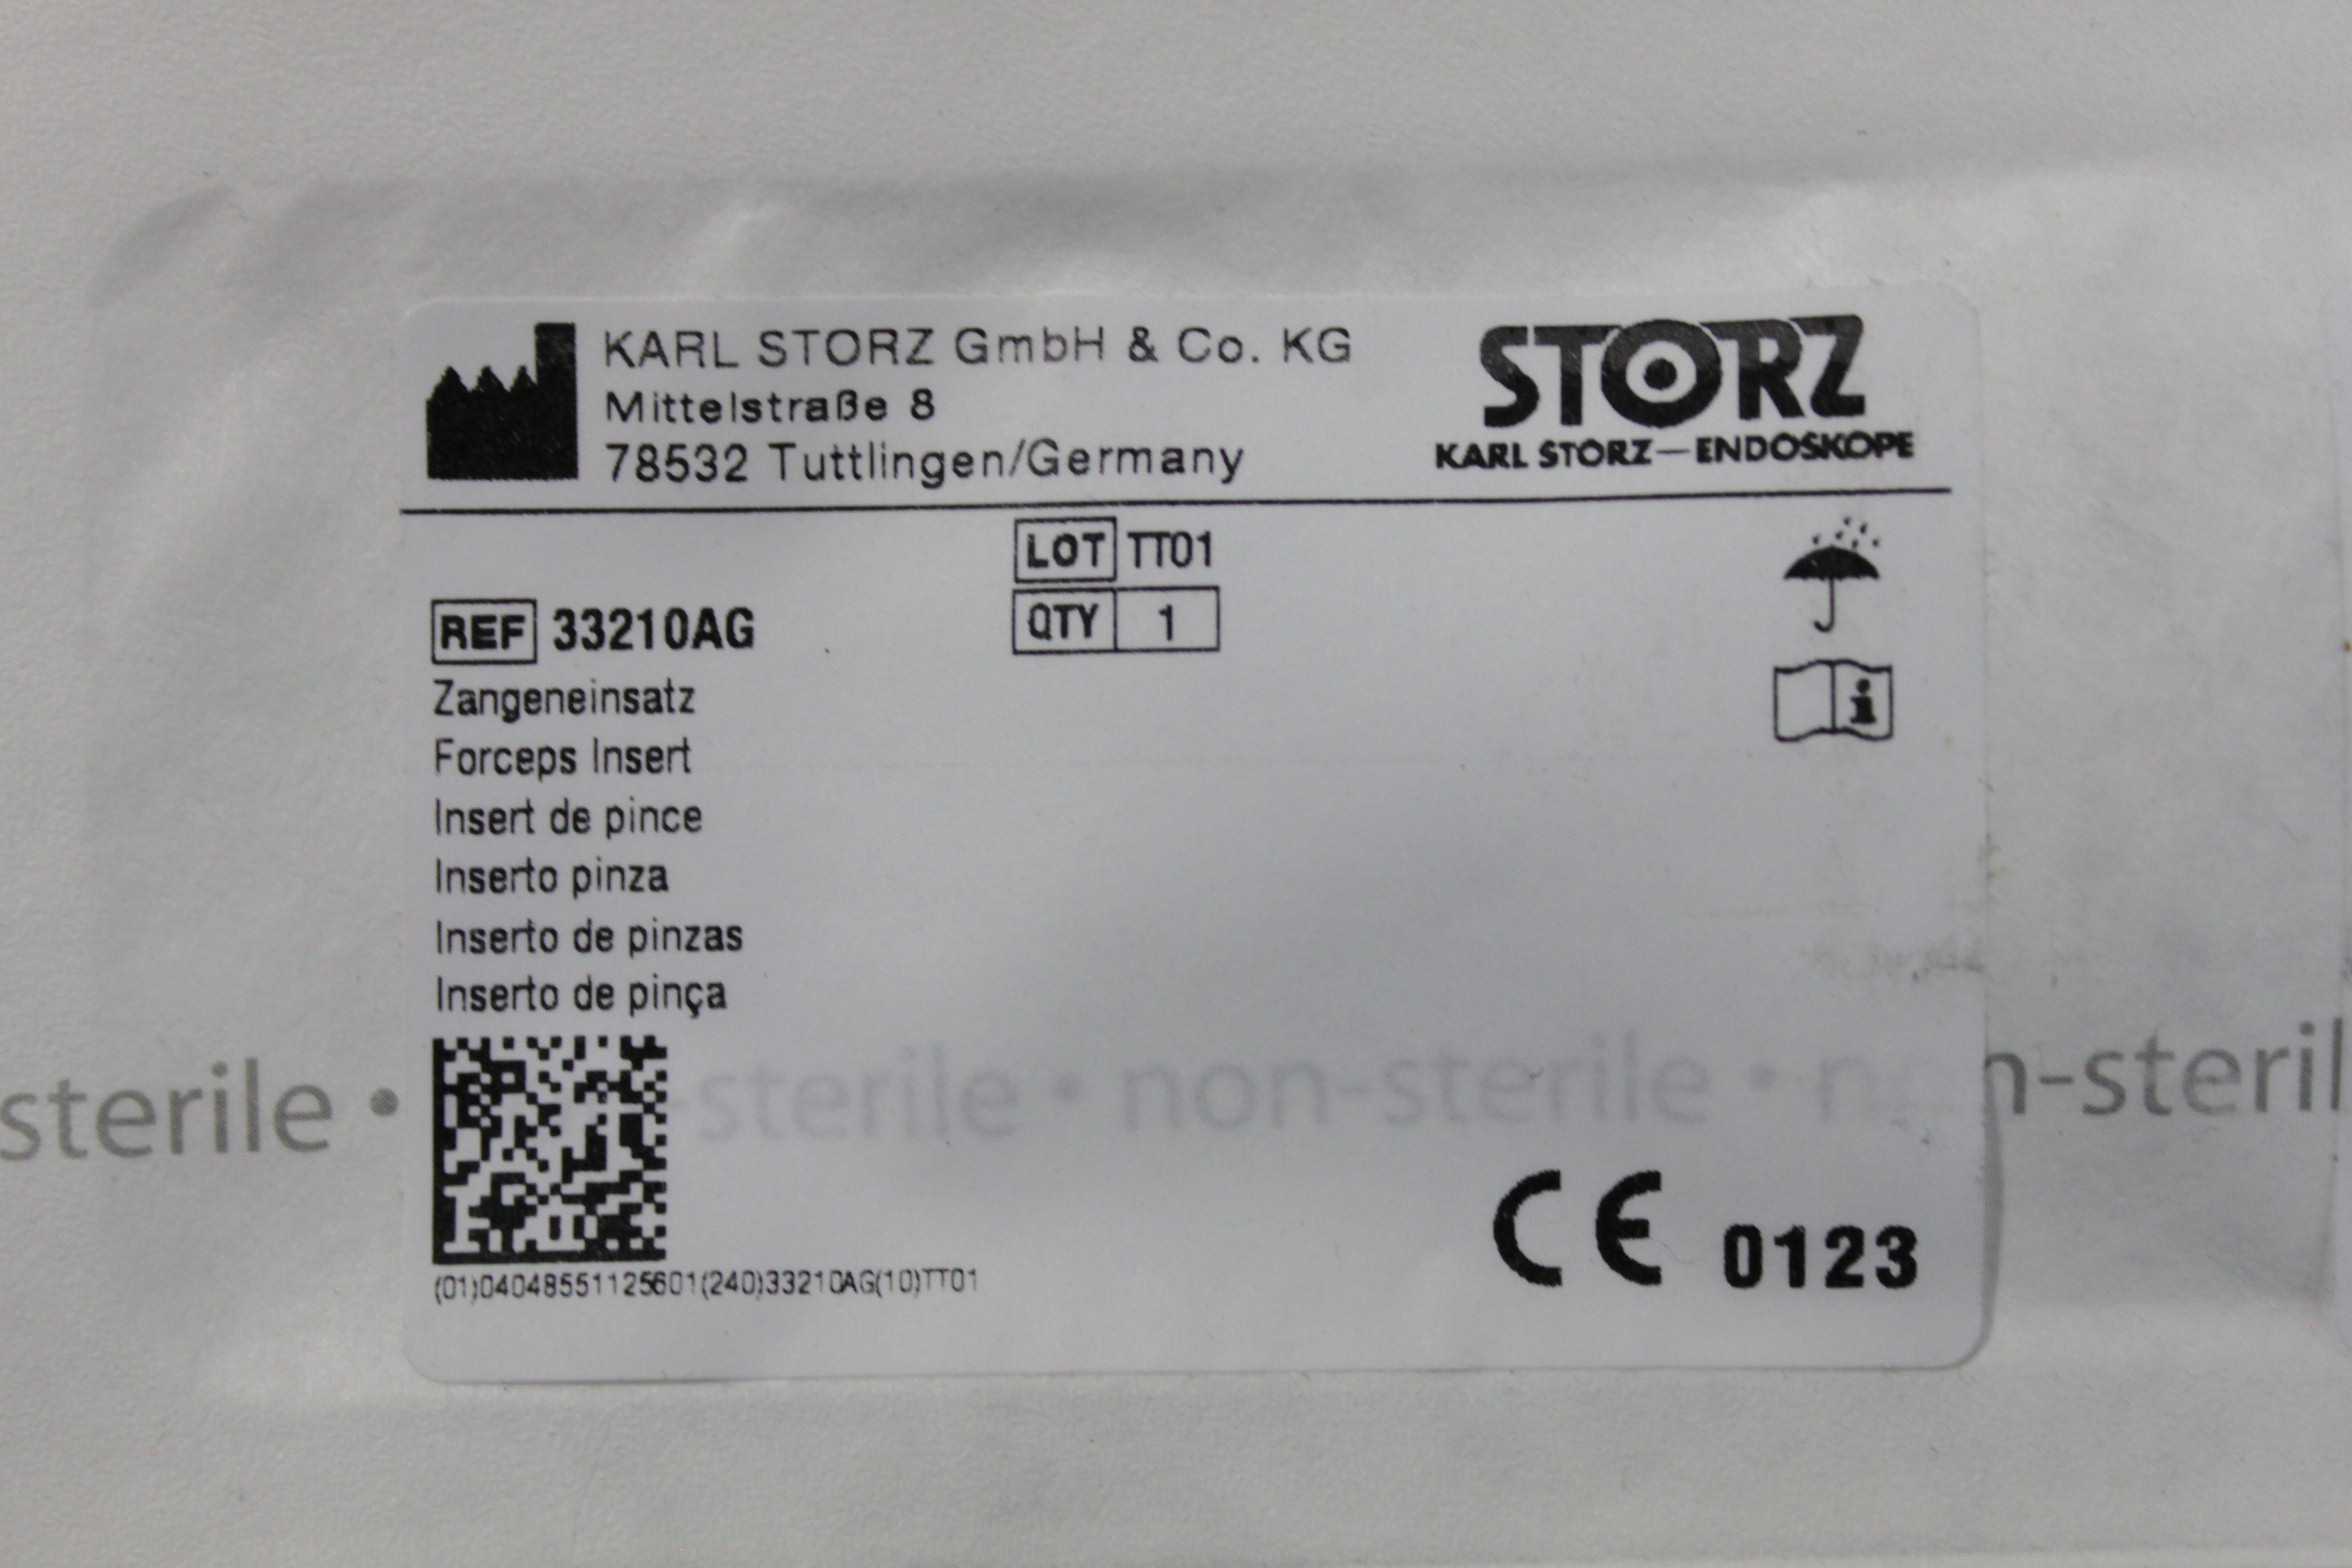 KARL STORZ GmbH & Co. KG
Mittelstraße 8
78532 Tuttlingen/Germany
STORZ
KARL STORZ—ENDOSKOPE
LOT TT01
QTY 1
REF 33210AG
Zangeneinsatz
Forceps Insert
Insert de pince
Inserto pinza
Inserto de pinzas
Inserto de pinça
sterile • -sterile • non-sterile • non-steril
(01)04048551125601(240)33210AG(10)TT01
CE 0123